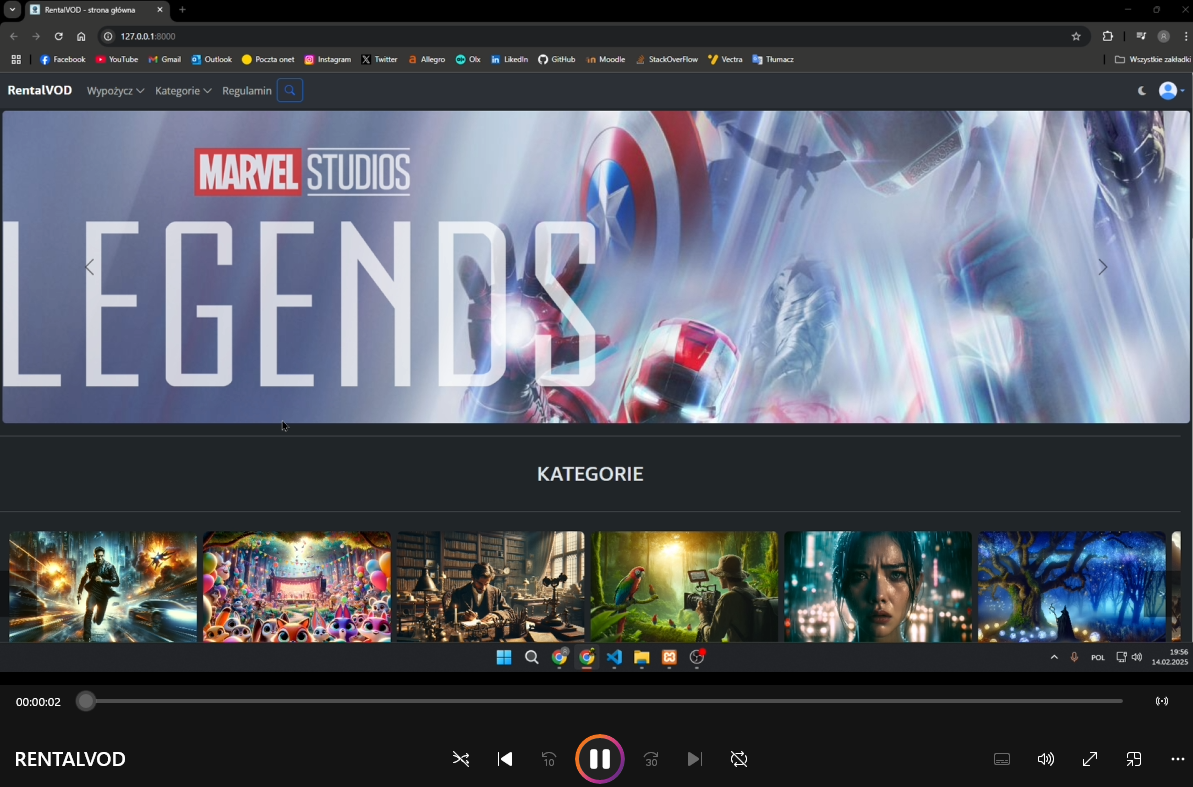 RentalVOD - strona główna
127.0.0.1:8000
Facebook YouTube Gmail Outlook Poczta onet Instagram Twitter Allegro Olx LinkedIn GitHub Moodle StackOverFlow Vectra Tłumacz Wszystkie zakładki
RentalVOD Wypożycz Kategorie Regulamin
MARVEL STUDIOS
LEGENDS
KATEGORIE
POL
19:56
14.02.2025
00:00:02
RENTALVOD
10
30